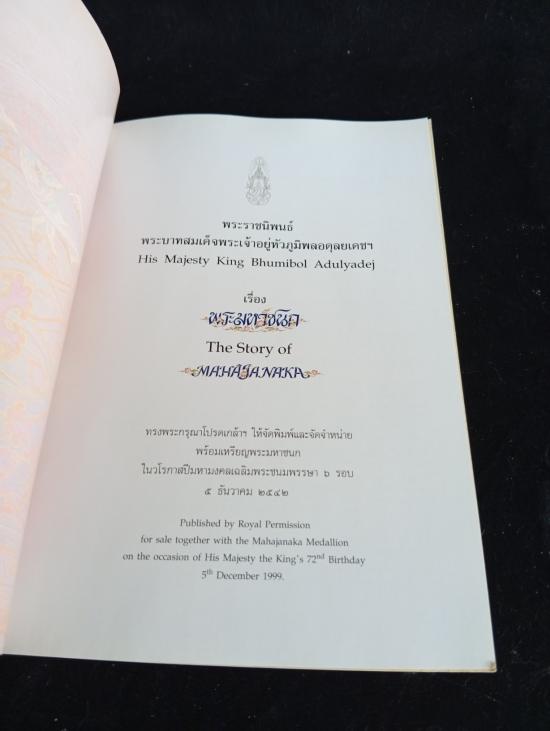 พระราชนิพนธ์
พระบาทสมเด็จพระเจ้าอยู่หัวภูมิพลอดุลยเดชฯ
His Majesty King Bhumibol Adulyadej
เรื่อง
พระมหาชนก
The Story of
MAHAJANAKA
ทรงพระกรุณาโปรดเกล้าฯ ให้จัดพิมพ์และจัดจำหน่าย
พร้อมเหรียญพระมหาชนก
ในวโรกาสปีมหามงคลเฉลิมพระชนมพรรษา ๖ รอบ
๕ ธันวาคม ๒๕๔๒
Published by Royal Permission
for sale together with the Mahajanaka Medallion
on the occasion of His Majesty the King's 72nd Birthday
5th December 1999.